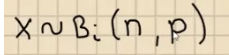 X ~ Bi(n, p)